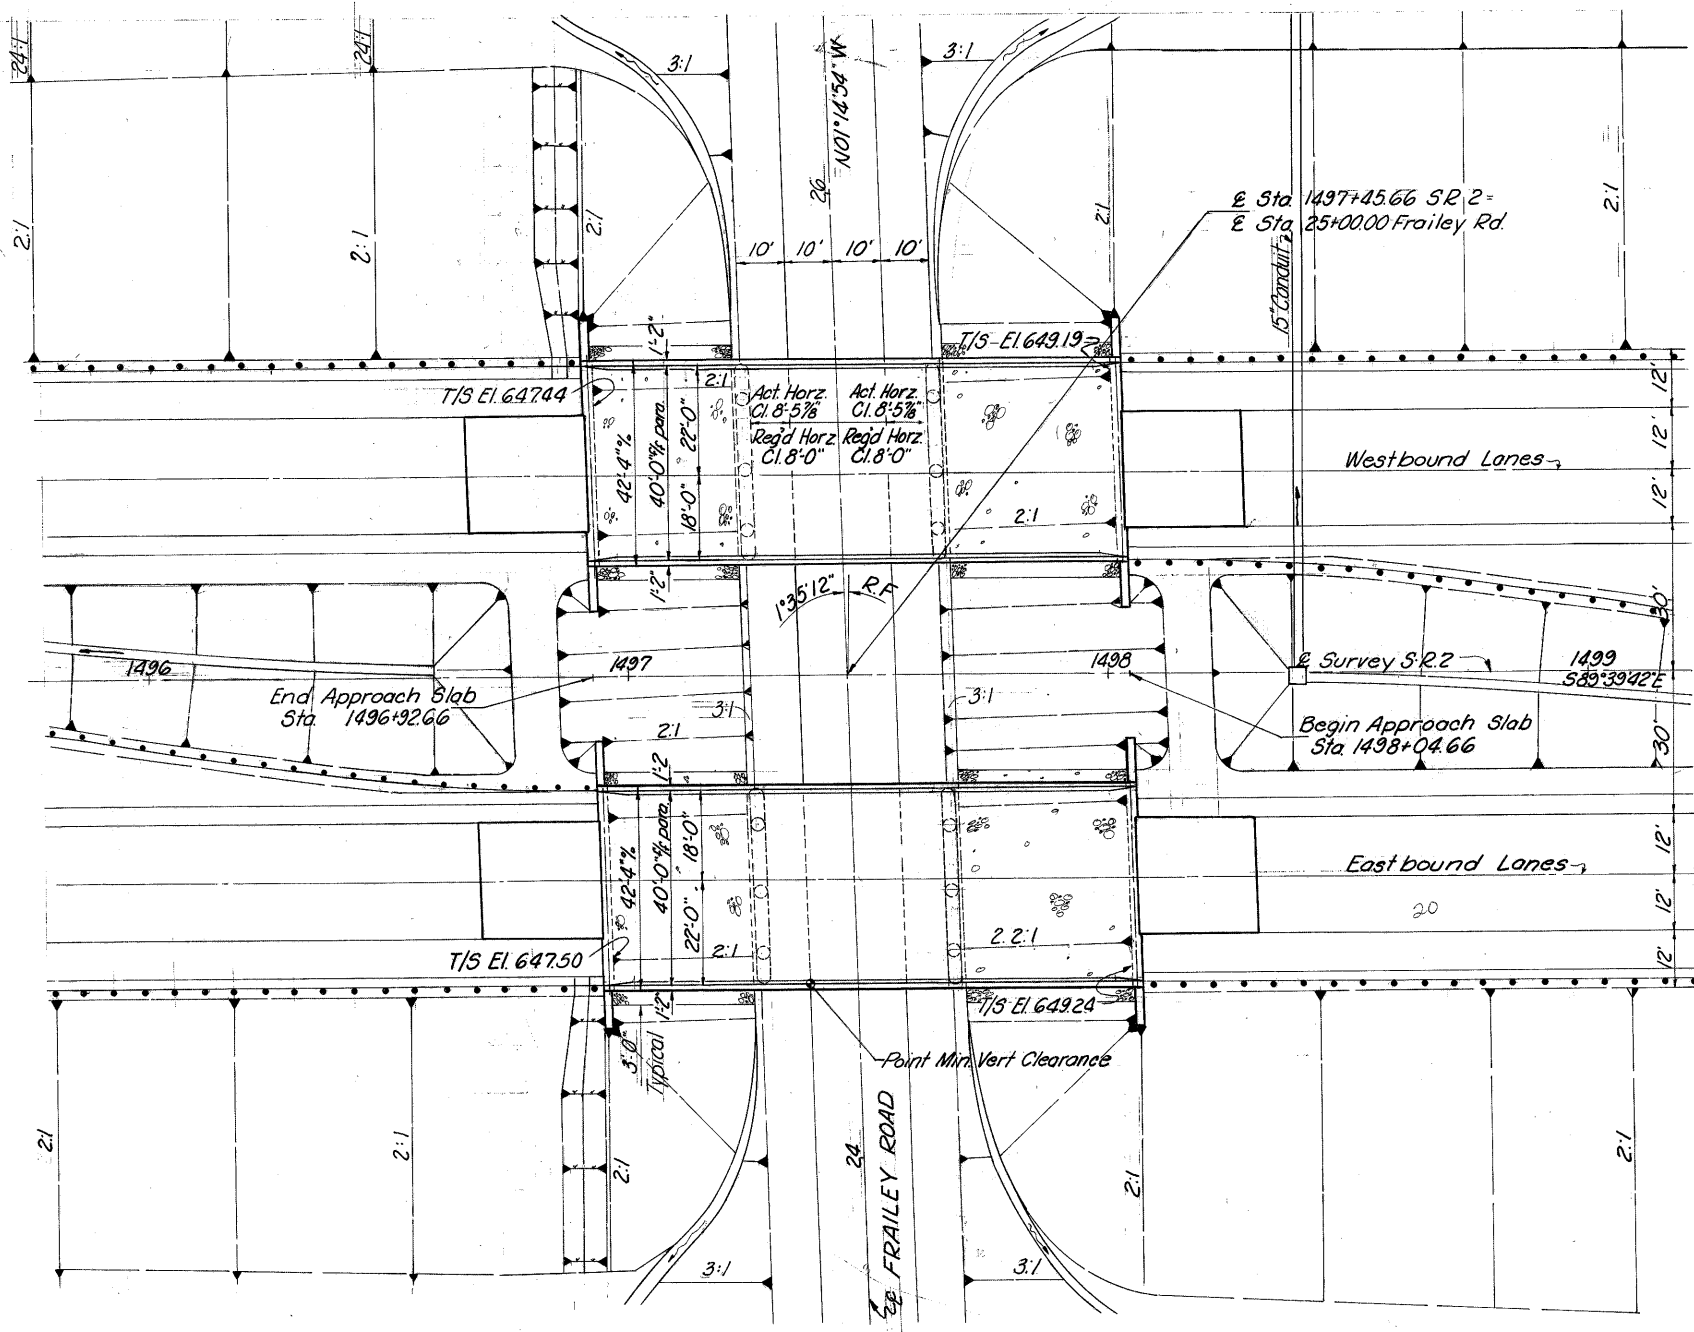 24:1
24:1
3:1
3:1
N01°14'54"W
26
2:1
2:1
2:1
2:1
2:1
℄ Sta. 1497+45.66 SR 2=
℄ Sta. 25+00.00 Frailey Rd.
15" Conduit
10' 10' 10' 10'
1'-2"
T/S El. 649.19
T/S El. 647.44
2:1
Act. Horz.
Cl. 8'-5⅞"
Act. Horz.
Cl. 8'-5⅞"
Req'd Horz.
Cl. 8'-0"
Req'd Horz.
Cl. 8'-0"
42'-4" %
40'-0" f/f para.
22'-0"
18'-0"
2:1
Westbound Lanes
12'
12'
12'
1'-2"
1°35'12"
R.F.
30'
1496
1497
1498
℄ Survey S.R.2
1499
S89°39'42"E
End Approach Slab
Sta. 1496+92.66
3:1
3:1
2:1
Begin Approach Slab
Sta. 1498+04.66
30'
1'-2"
42'-4" %
40'-0" f/f para.
18'-0"
22'-0"
Eastbound Lanes
20
12'
12'
12'
2:1
2.2:1
T/S El. 647.50
T/S El. 649.24
1'-2"
3'-0"
Typical
Point Min. Vert Clearance
2:1
2:1
2:1
24
℄ FRAILEY ROAD
2:1
2:1
3:1
3:1